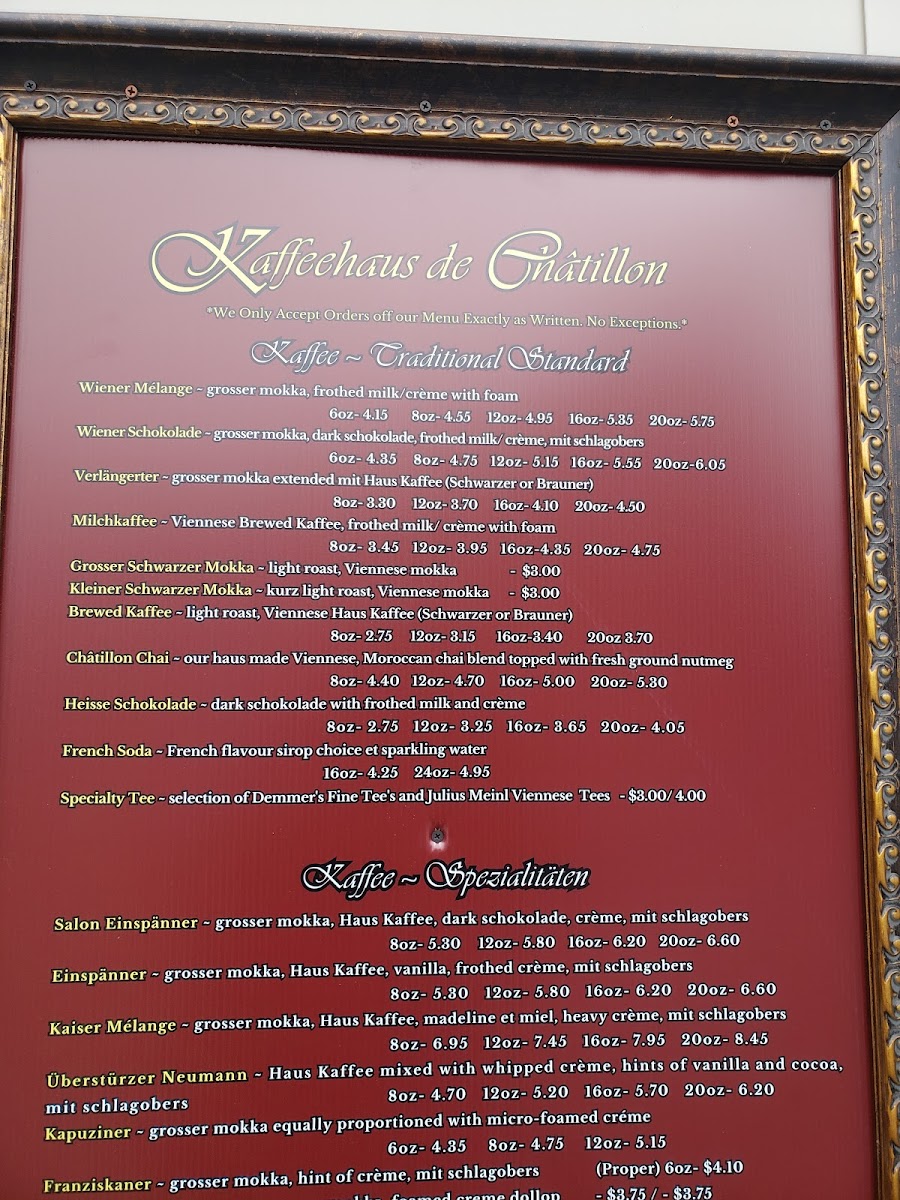 Kaffeehaus de Châtillon
*We Only Accept Orders off our Menu Exactly as Written. No Exceptions.*
Kaffee ~ Traditional Standard
Wiener Mélange ~ grosser mokka, frothed milk/crème with foam
6oz- 4.15 8oz- 4.55 12oz- 4.95 16oz- 5.35 20oz- 5.75
Wiener Schokolade ~ grosser mokka, dark schokolade, frothed milk/ crème, mit schlagobers
6oz- 4.35 8oz- 4.75 12oz- 5.15 16oz- 5.55 20oz-6.05
Verlängerter ~ grosser mokka extended mit Haus Kaffee (Schwarzer or Brauner)
8oz- 3.30 12oz- 3.70 16oz- 4.10 20oz- 4.50
Milchkaffee ~ Viennese Brewed Kaffee, frothed milk/ crème with foam
8oz- 3.45 12oz- 3.95 16oz-4.35 20oz- 4.75
Grosser Schwarzer Mokka ~ light roast, Viennese mokka - $3.00
Kleiner Schwarzer Mokka ~ kurz light roast, Viennese mokka - $3.00
Brewed Kaffee ~ light roast, Viennese Haus Kaffee (Schwarzer or Brauner)
8oz- 2.75 12oz- 3.15 16oz-3.40 20oz 3.70
Châtillon Chai ~ our haus made Viennese, Moroccan chai blend topped with fresh ground nutmeg
8oz- 4.40 12oz- 4.70 16oz- 5.00 20oz- 5.30
Heisse Schokolade ~ dark schokolade with frothed milk and crème
8oz- 2.75 12oz- 3.25 16oz- 3.65 20oz- 4.05
French Soda ~ French flavour sirop choice et sparkling water
16oz- 4.25 24oz- 4.95
Specialty Tee ~ selection of Demmer's Fine Tee's and Julius Meinl Viennese Tees - $3.00/ 4.00
Kaffee ~ Spezialitäten
Salon Einspänner ~ grosser mokka, Haus Kaffee, dark schokolade, crème, mit schlagobers
8oz- 5.30 12oz- 5.80 16oz- 6.20 20oz- 6.60
Einspänner ~ grosser mokka, Haus Kaffee, vanilla, frothed crème, mit schlagobers
8oz- 5.30 12oz- 5.80 16oz- 6.20 20oz- 6.60
Kaiser Mélange ~ grosser mokka, Haus Kaffee, madeline et miel, heavy crème, mit schlagobers
8oz- 6.95 12oz- 7.45 16oz- 7.95 20oz- 8.45
Überstürzer Neumann ~ Haus Kaffee mixed with whipped crème, hints of vanilla and cocoa,
mit schlagobers 8oz- 4.70 12oz- 5.20 16oz- 5.70 20oz- 6.20
Kapuziner ~ grosser mokka equally proportioned with micro-foamed créme
6oz- 4.35 8oz- 4.75 12oz- 5.15
Franziskaner ~ grosser mokka, hint of crème, mit schlagobers (Proper) 6oz- $4.10
foamed creme dollop - $3.75 / - $3.75